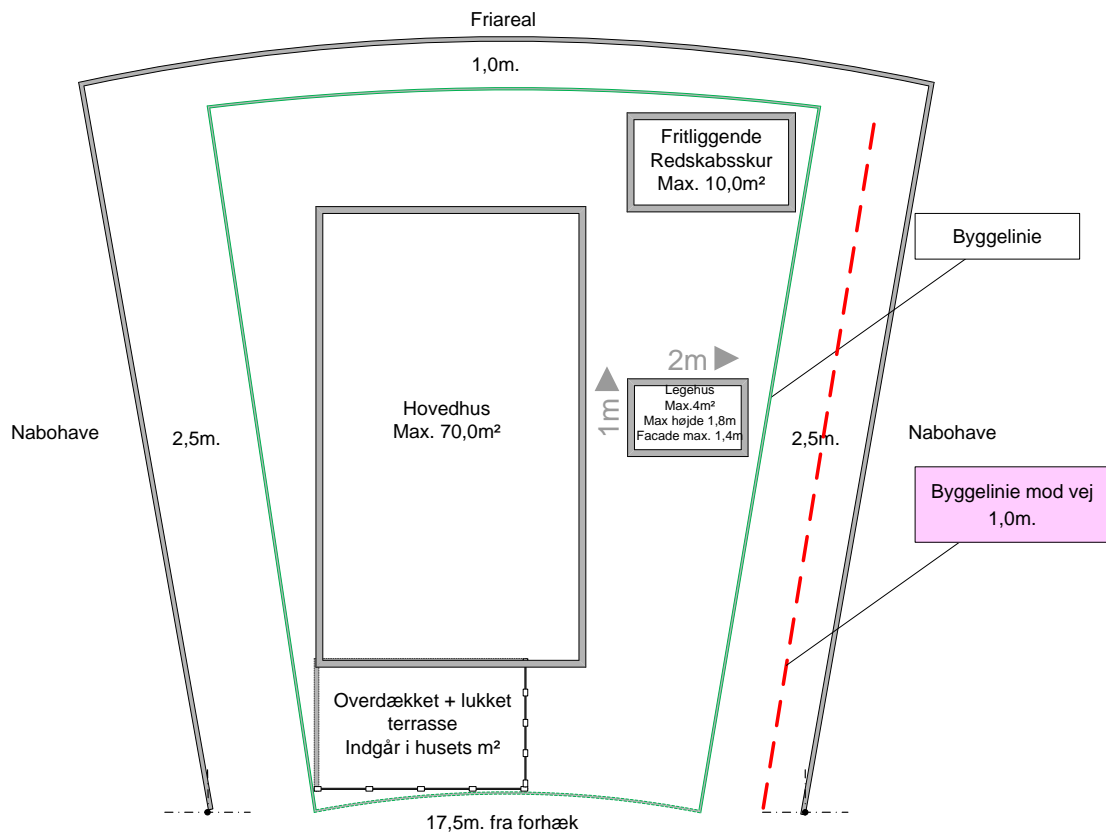 Friareal
1,0m.
Fritliggende
Redskabsskur
Max. 10,0m²
Byggelinie
2m
1m
Legehus
Max.4m²
Max højde 1,8m
Facade max. 1,4m
Hovedhus
Max. 70,0m²
Nabohave
2,5m.
2,5m.
Nabohave
Byggelinie mod vej
1,0m.
Overdækket + lukket
terrasse
Indgår i husets m²
17,5m. fra forhæk